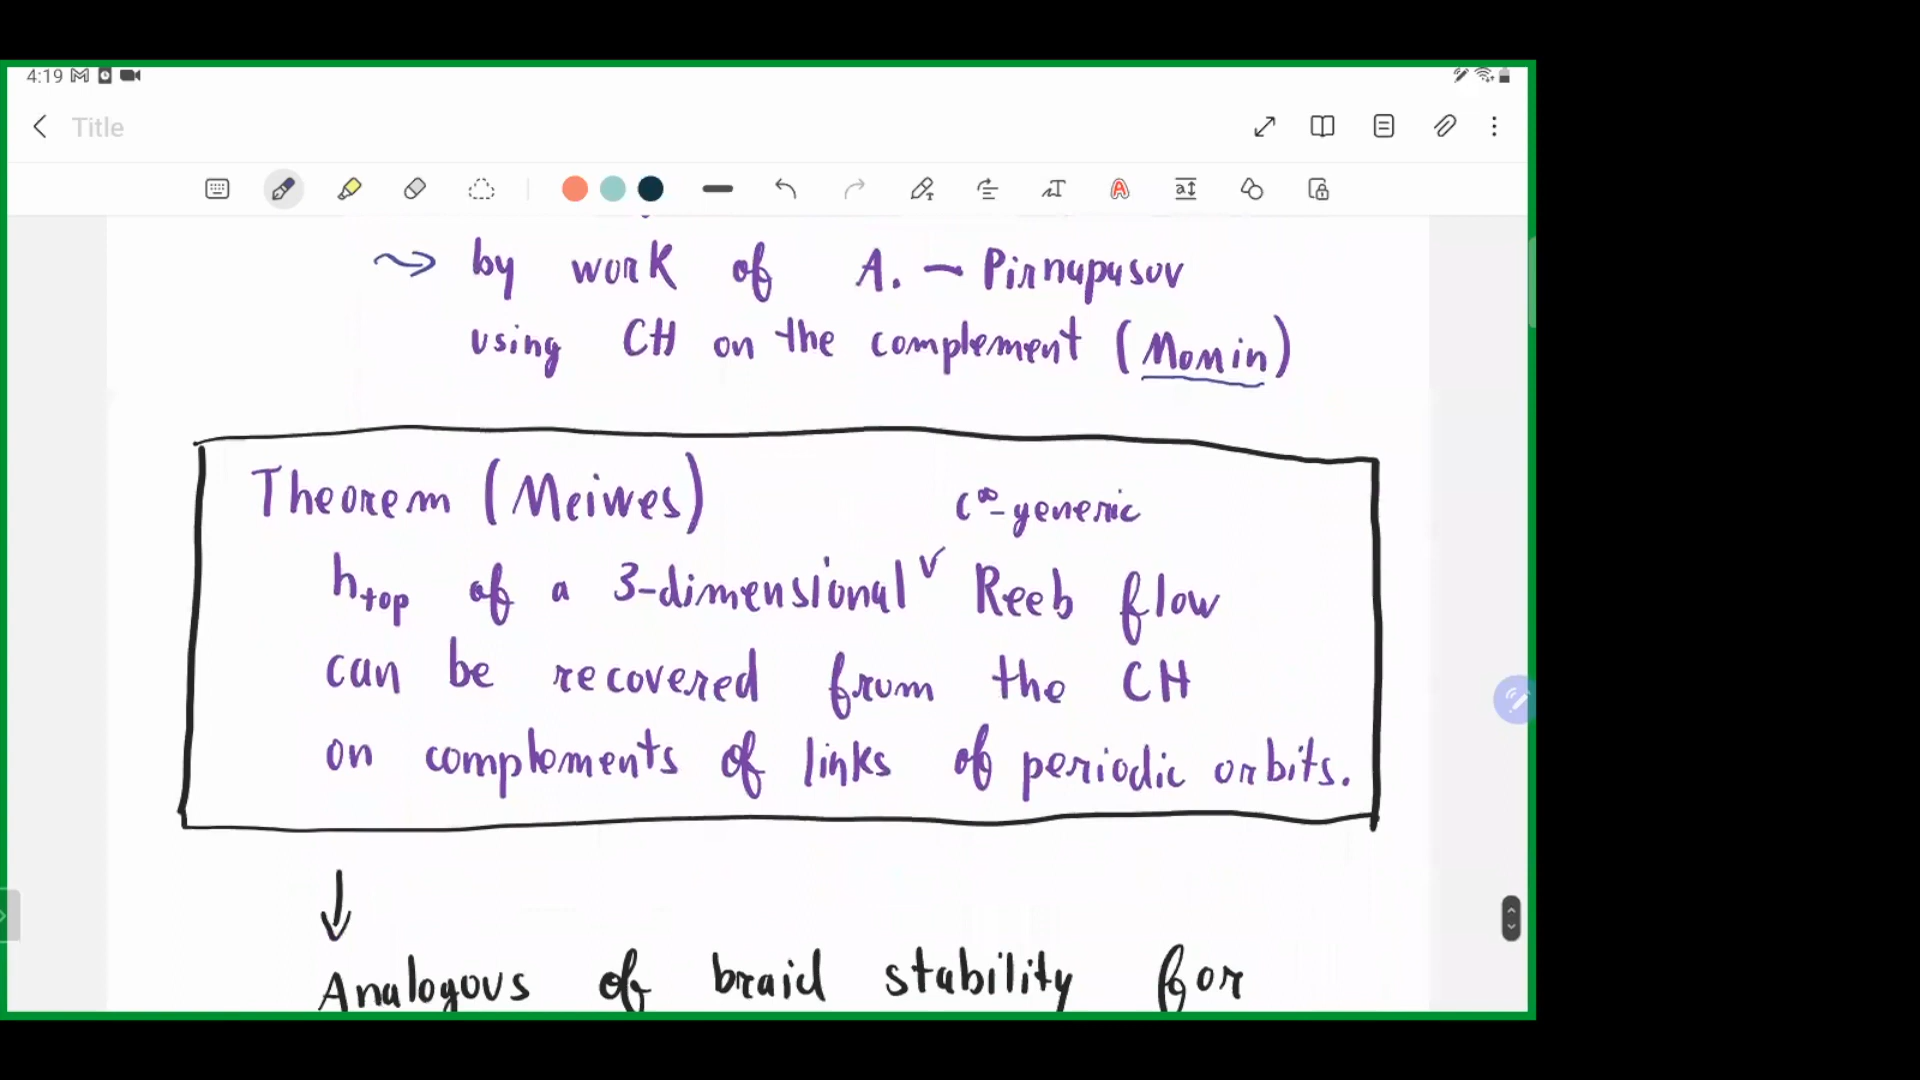 4:19
Title
by work of A. - Pirnapasov
using CH on the complement (Momin)
Theorem (Meiwes)
C∞-generic
h_top of a 3-dimensional ∨ Reeb flow
can be recovered from the CH
on complements of links of periodic orbits.
↓
Analogous of braid stability for